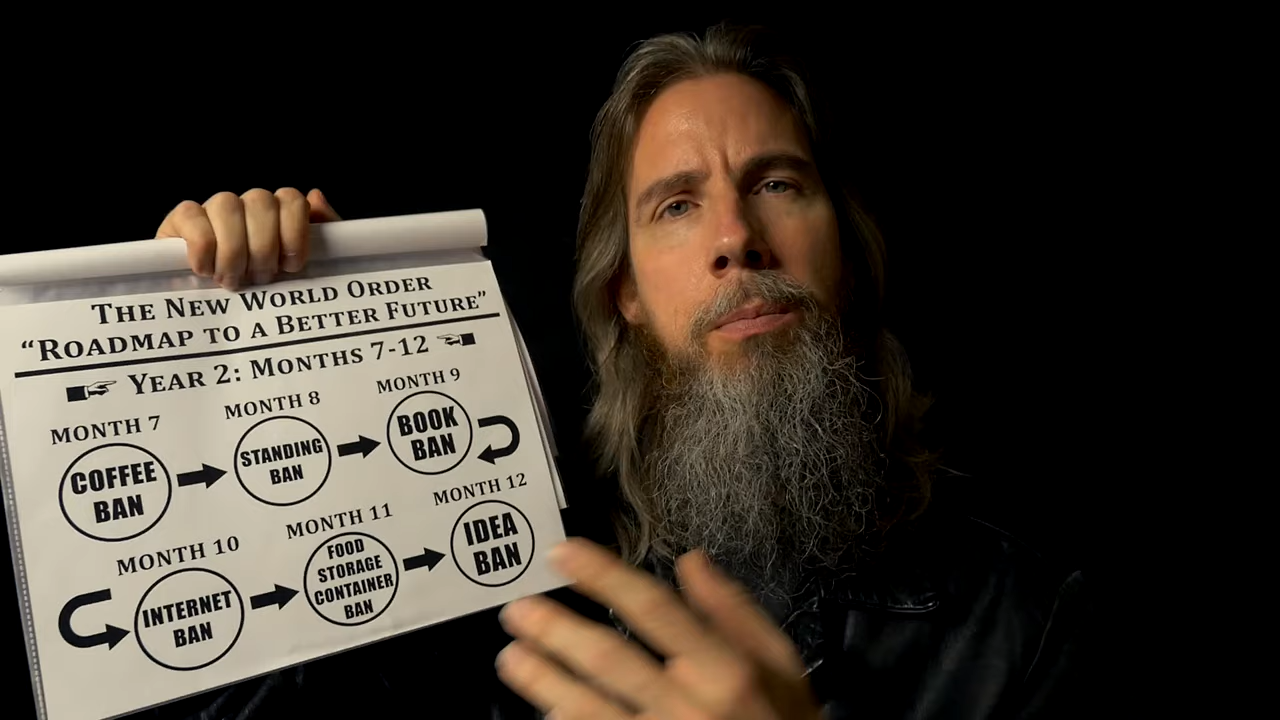 THE NEW WORLD ORDER
"ROADMAP TO A BETTER FUTURE"
YEAR 2: MONTHS 7-12
MONTH 7
COFFEE
BAN
MONTH 8
STANDING
BAN
MONTH 9
BOOK
BAN
MONTH 10
INTERNET
BAN
MONTH 11
FOOD
STORAGE
CONTAINER
BAN
MONTH 12
IDEA
BAN